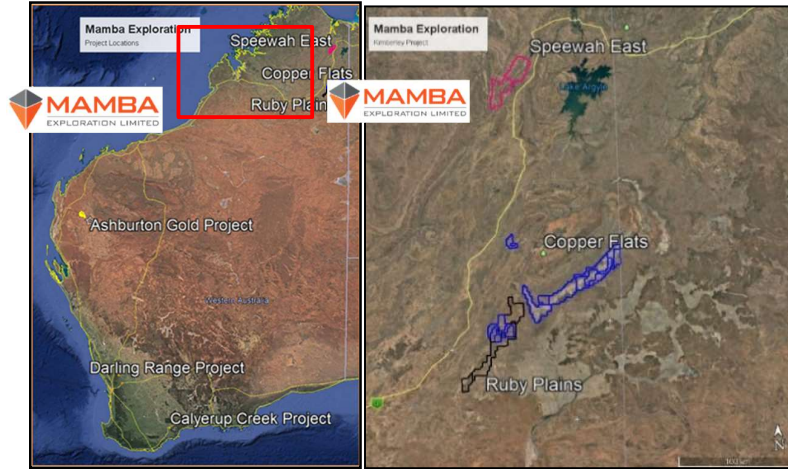 Mamba Exploration
Project Locations
Speewah East
Copper Flats
Ruby Plain
MAMBA
EXPLORATION LIMITED
Ashburton Gold Project
Western Australia
Darling Range Project
Calyerup Creek Project
Mamba Exploration
Kimberley Project
Speewah East
Lake Argyle
MAMBA
EXPLORATION LIMITED
Copper Flats
Ruby Plains
N